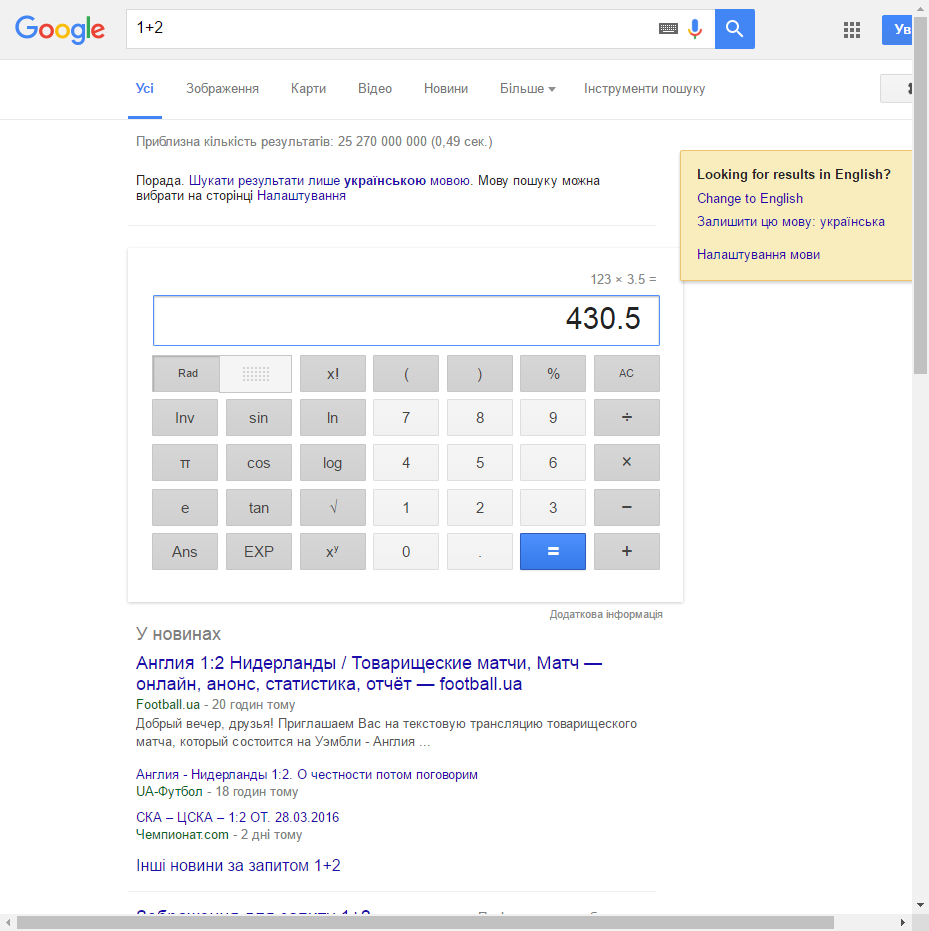 Google
1+2
Ув
Усі Зображення Карти Відео Новини Більше Інструменти пошуку
Приблизна кількість результатів: 25 270 000 000 (0,49 сек.)
Порада. Шукати результати лише українською мовою. Мову пошуку можна
вибрати на сторінці Налаштування
Looking for results in English?
Change to English
Залишити цю мову: українська
Налаштування мови
123 × 3.5 =
430.5
Rad x! ( ) % AC
Inv sin ln 7 8 9 ÷
π cos log 4 5 6 ×
e tan √ 1 2 3 −
Ans EXP xʸ 0 . = +
Додаткова інформація
У новинах
Англия 1:2 Нидерланды / Товарищеские матчи, Матч —
онлайн, анонс, статистика, отчёт — football.ua
Football.ua - 20 годин тому
Добрый вечер, друзья! Приглашаем Вас на текстовую трансляцию товарищеского
матча, который состоится на Уэмбли - Англия ...
Англия - Нидерланды 1:2. О честности потом поговорим
UA-Футбол - 18 годин тому
СКА – ЦСКА – 1:2 ОТ. 28.03.2016
Чемпионат.com - 2 дні тому
Інші новини за запитом 1+2
Зображення для запиту 1+2